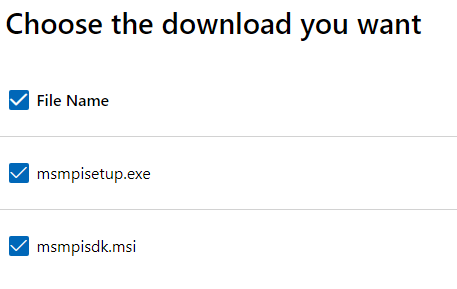 Choose the download you want
File Name
msmpisetup.exe
msmpisdk.msi